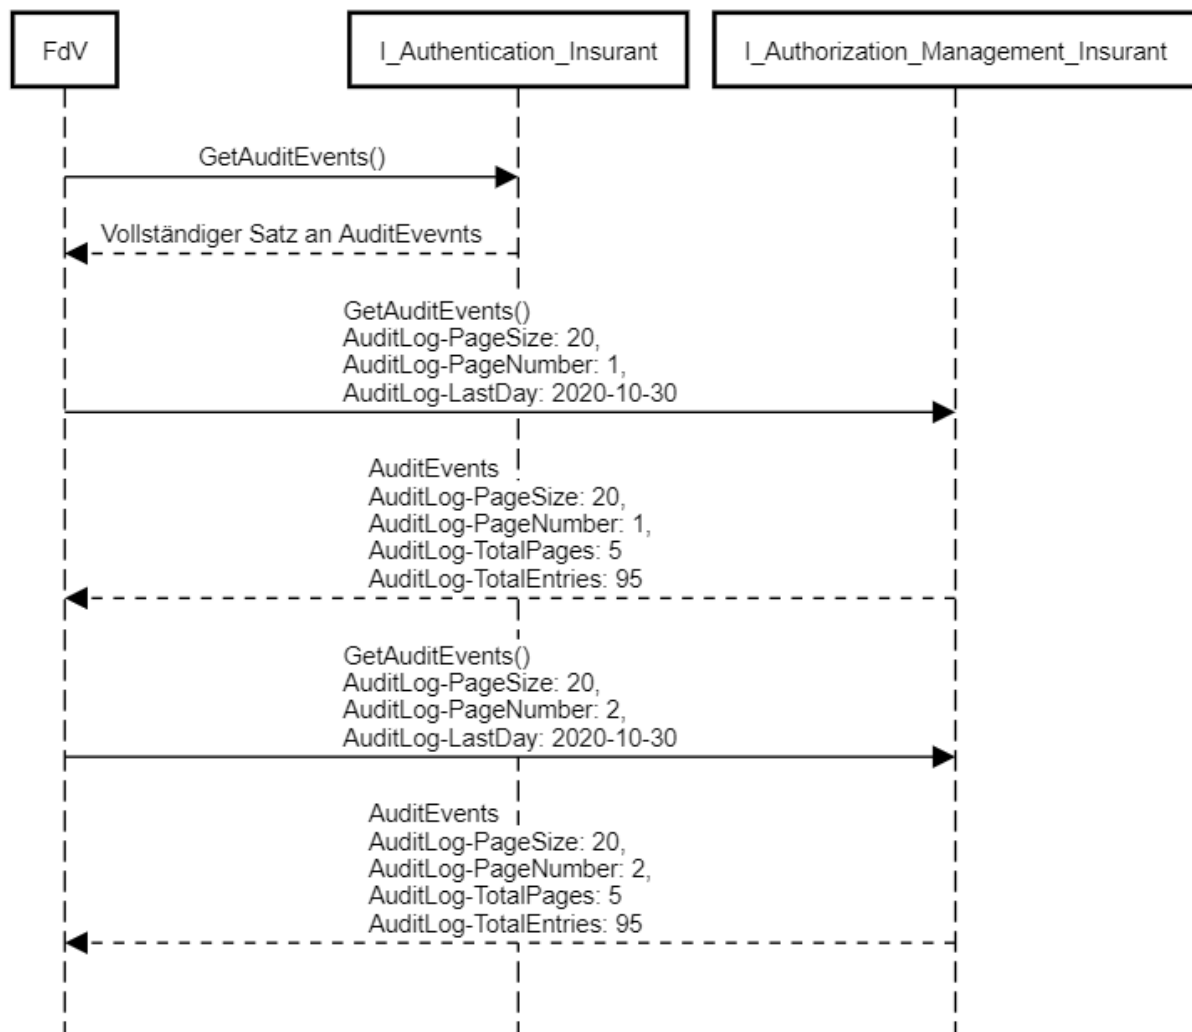 FdV
I_Authentication_Insurant
I_Authorization_Management_Insurant
GetAuditEvents()
Vollständiger Satz an AuditEvevnts
GetAuditEvents()
AuditLog-PageSize: 20,
AuditLog-PageNumber: 1,
AuditLog-LastDay: 2020-10-30
AuditEvents
AuditLog-PageSize: 20,
AuditLog-PageNumber: 1,
AuditLog-TotalPages: 5
AuditLog-TotalEntries: 95
GetAuditEvents()
AuditLog-PageSize: 20,
AuditLog-PageNumber: 2,
AuditLog-LastDay: 2020-10-30
AuditEvents
AuditLog-PageSize: 20,
AuditLog-PageNumber: 2,
AuditLog-TotalPages: 5
AuditLog-TotalEntries: 95